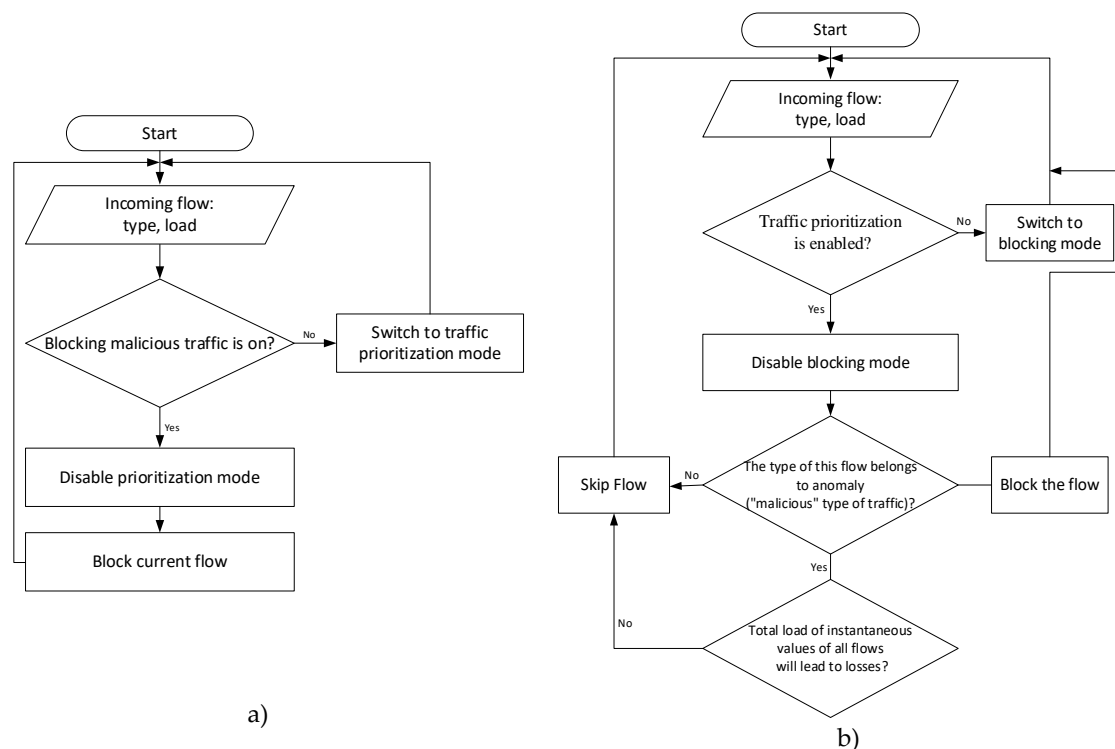 Start
Incoming flow:
type, load
Blocking malicious traffic is on?
No
Switch to traffic
prioritization mode
Yes
Disable prioritization mode
Block current flow
a)
Start
Incoming flow:
type, load
Traffic prioritization
is enabled?
No
Switch to
blocking mode
Yes
Disable blocking mode
The type of this flow belongs
to anomaly
("malicious" type of traffic)?
No
Skip Flow
Block the flow
Yes
Total load of instantaneous
values of all flows
will lead to losses?
No
b)